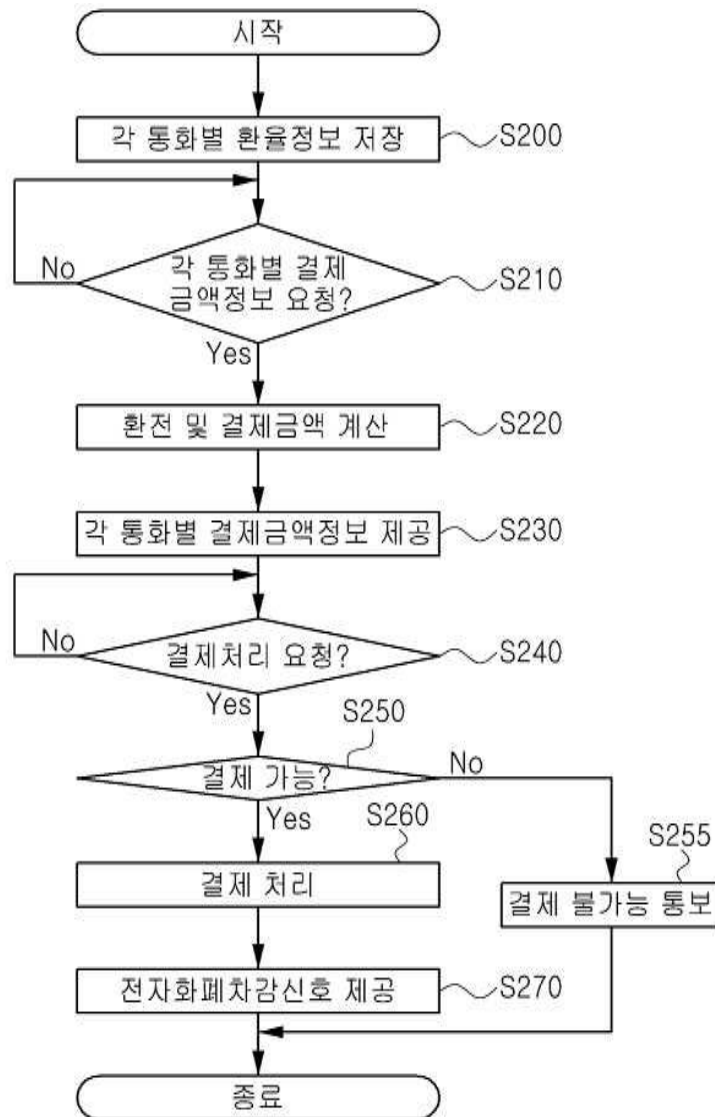 시작
각 통화별 환율정보 저장
S200
No
각 통화별 결제
금액정보 요청?
S210
Yes
환전 및 결제금액 계산
S220
각 통화별 결제금액정보 제공
S230
No
결제처리 요청?
S240
Yes
S250
결제 가능?
No
Yes
S260
S255
결제 처리
결제 불가능 통보
전자화폐차감신호 제공
S270
종료